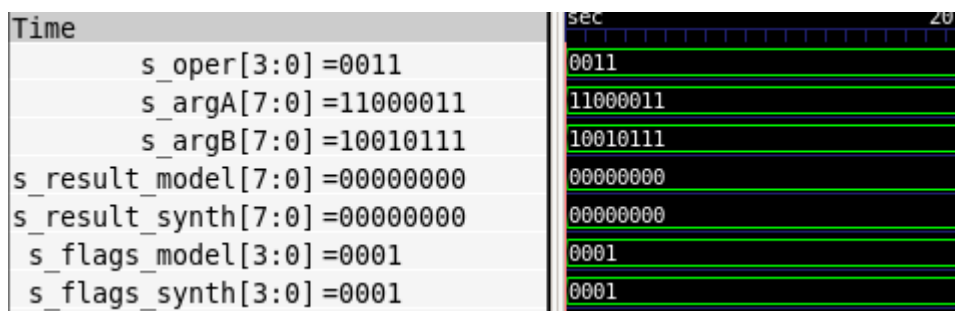 Time
sec 20
s_oper[3:0]=0011 0011
s_argA[7:0]=11000011 11000011
s_argB[7:0]=10010111 10010111
s_result_model[7:0]=00000000 00000000
s_result_synth[7:0]=00000000 00000000
s_flags_model[3:0]=0001 0001
s_flags_synth[3:0]=0001 0001